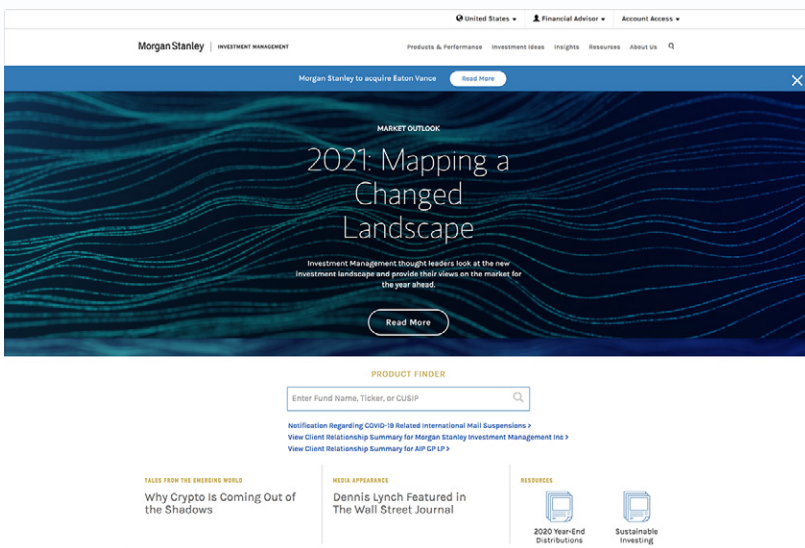 United States
Financial Advisor
Account Access
Morgan Stanley
INVESTMENT MANAGEMENT
Products & Performance
Investment Ideas
Insights
Resources
About Us
Morgan Stanley to acquire Eaton Vance
Read More
MARKET OUTLOOK
2021: Mapping a
Changed
Landscape
Investment Management thought leaders look at the new
investment landscape and provide their views on the market for
the year ahead.
Read More
PRODUCT FINDER
Enter Fund Name, Ticker, or CUSIP
Notification Regarding COVID-19 Related International Mail Suspensions >
View Client Relationship Summary for Morgan Stanley Investment Management Inc >
View Client Relationship Summary for AIP GP LP >
TALES FROM THE EMERGING WORLD
Why Crypto Is Coming Out of
the Shadows
MEDIA APPEARANCE
Dennis Lynch Featured in
The Wall Street Journal
RESOURCES
2020 Year-End
Distributions
Sustainable
Investing